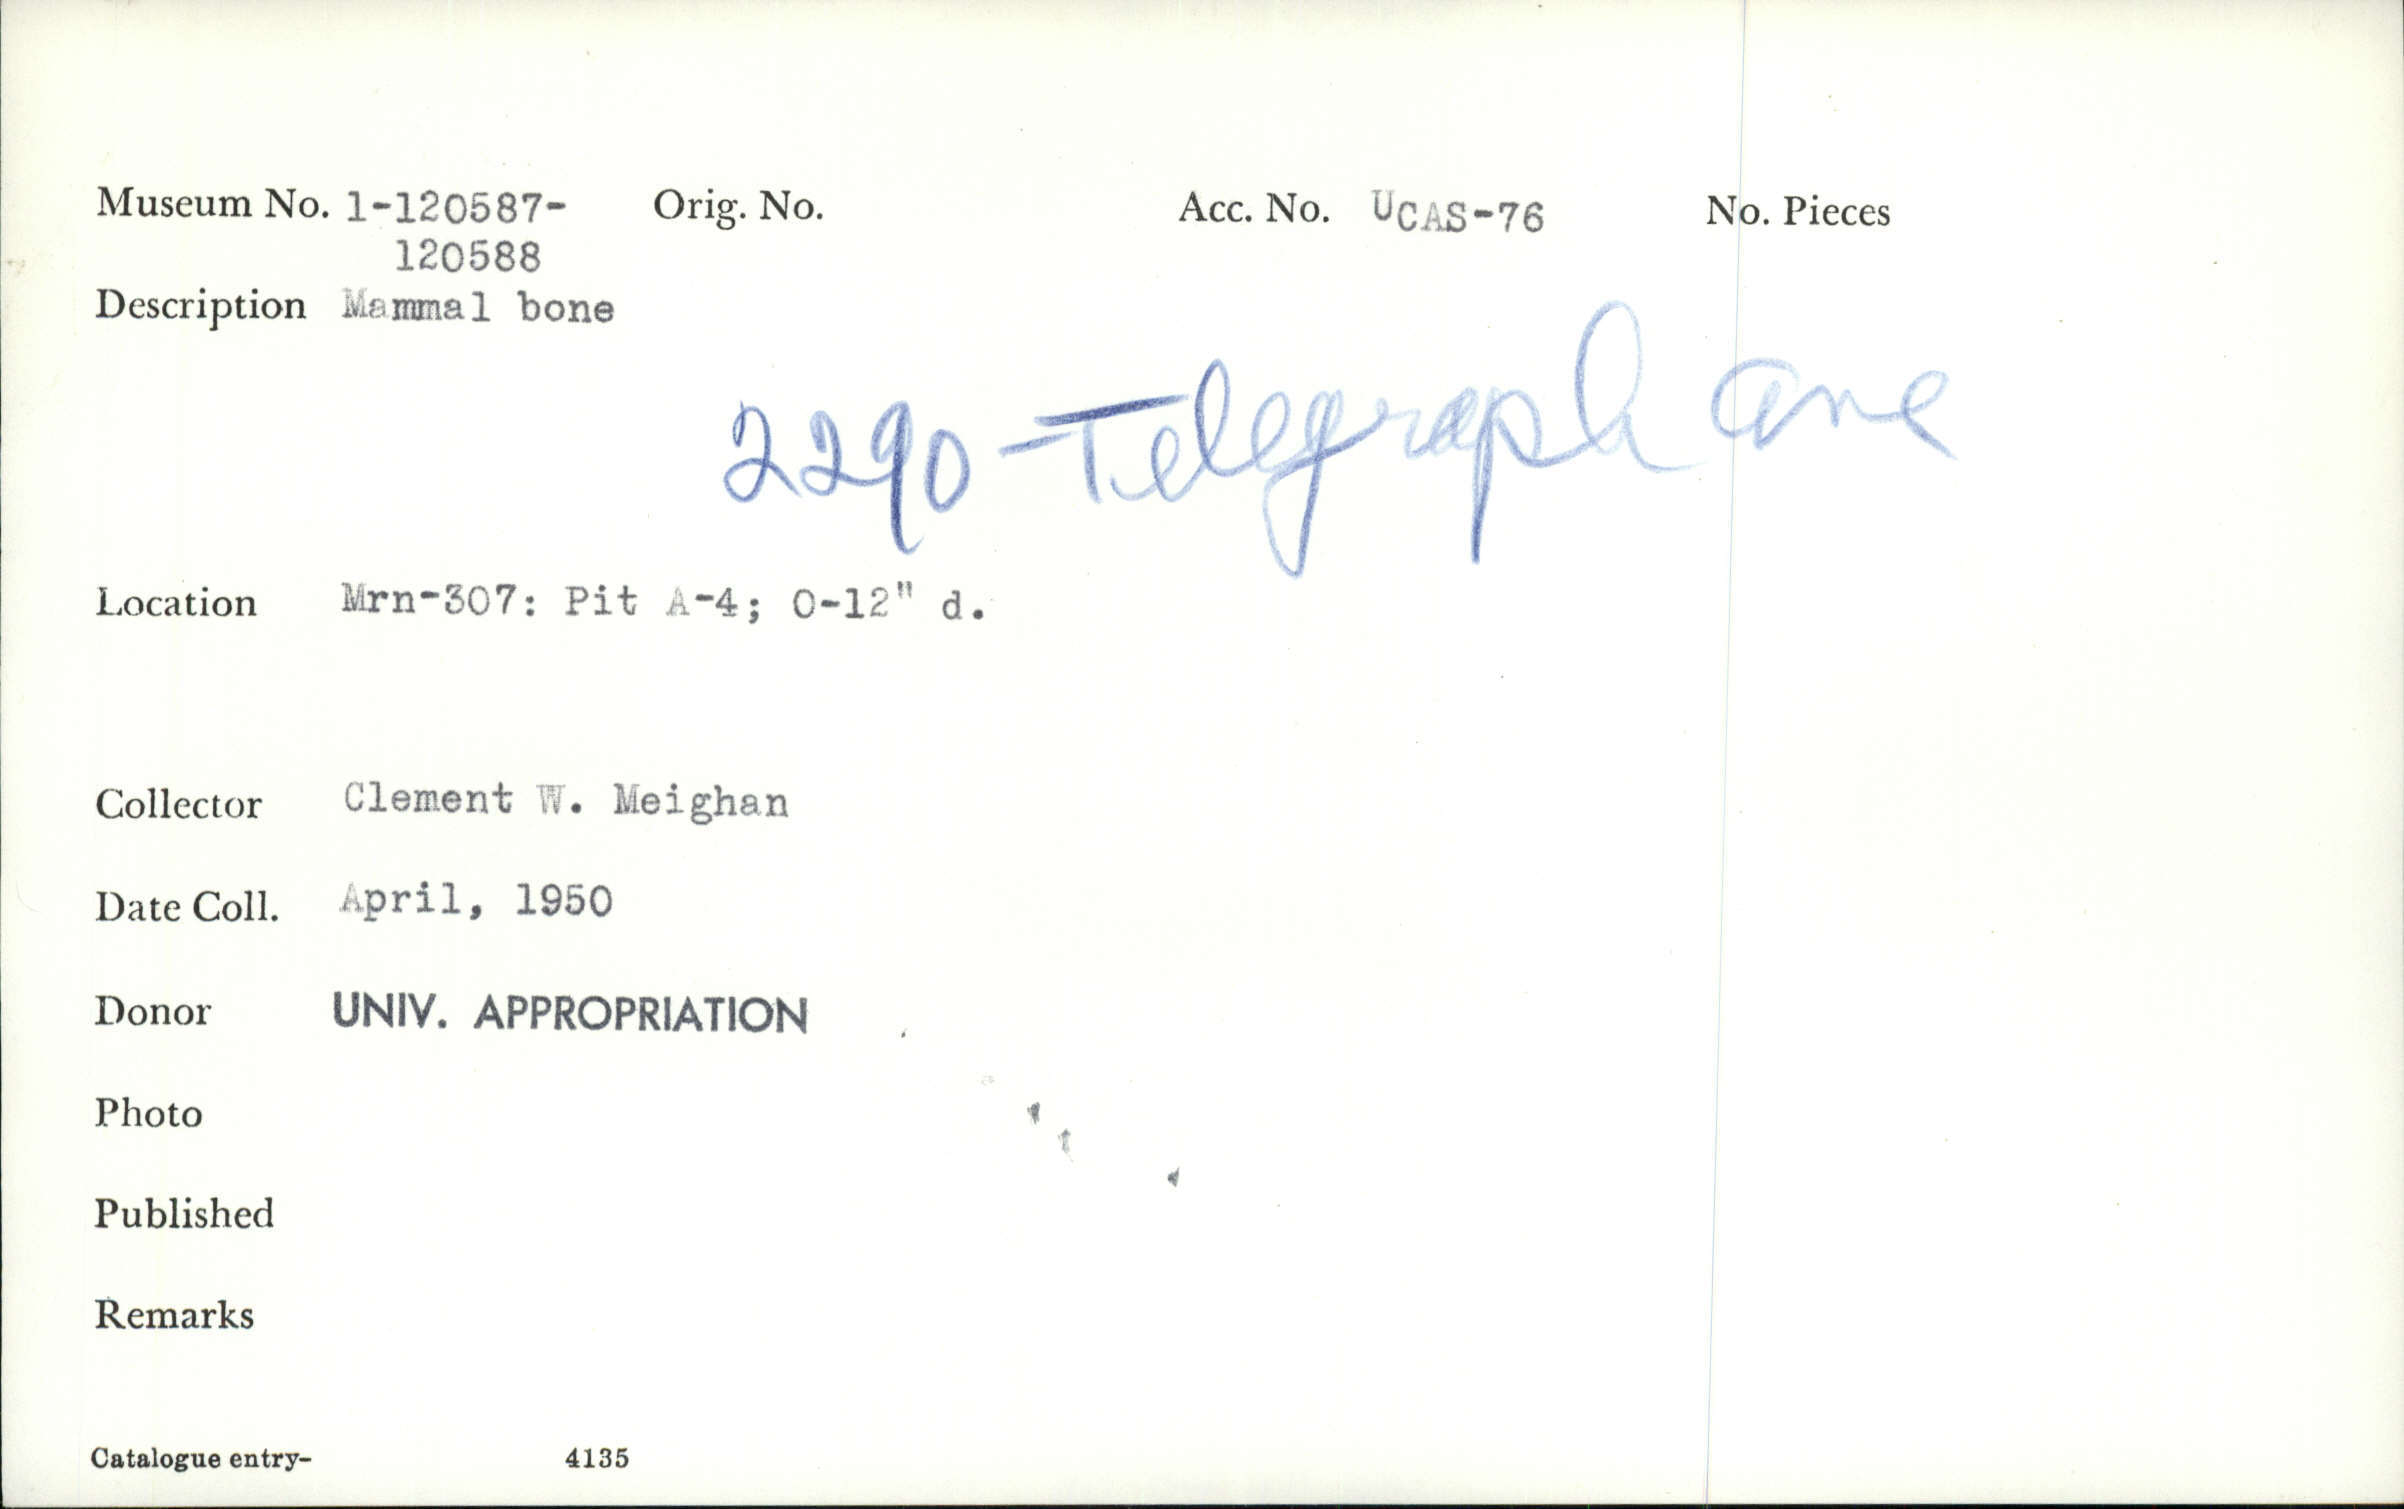 Museum No. 1-120587- Orig. No. Acc. No. UCAS-76 No. Pieces
120588
Description Mammal bone
2290-Telegraph Ave
Location Mrn-307: Pit A-4; 0-12" d.
Collector Clement W. Meighan
Date Coll. April, 1950
Donor UNIV. APPROPRIATION
Photo
Published
Remarks
Catalogue entry- 4135